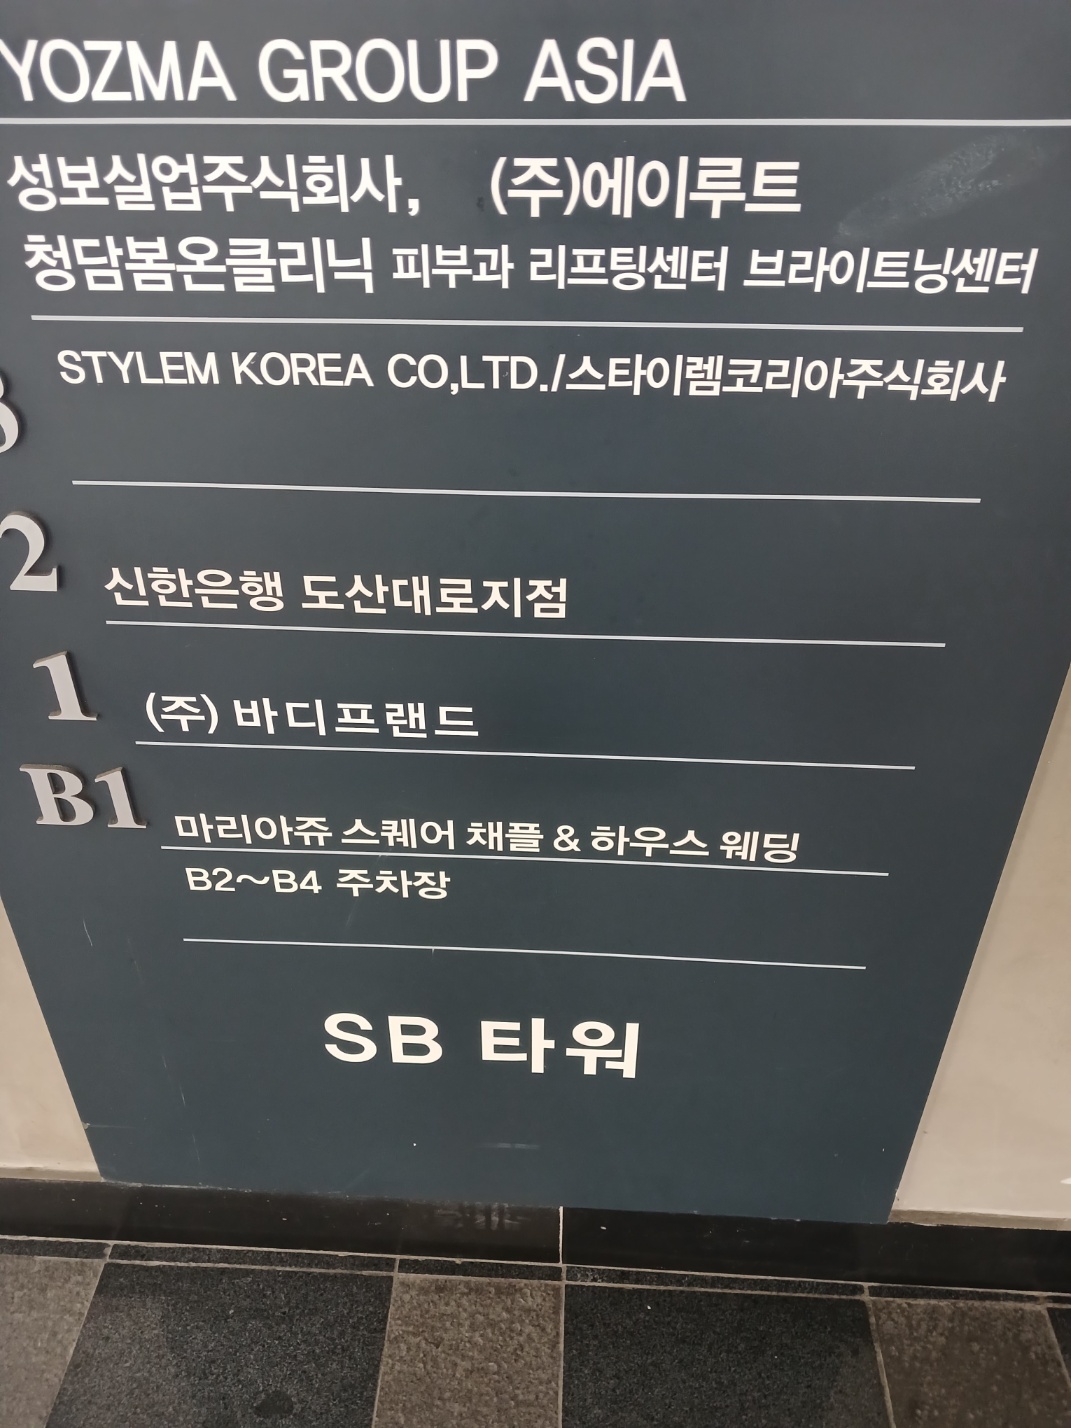 YOZMA GROUP ASIA
성보실업주식회사, (주)에이루트
청담봄온클리닉 피부과 리프팅센터 브라이트닝센터
3 STYLEM KOREA CO,LTD./스타이렘코리아주식회사
2 신한은행 도산대로지점
1 (주) 바디프랜드
B1 마리아쥬 스퀘어 채플 & 하우스 웨딩
B2~B4 주차장
SB 타워